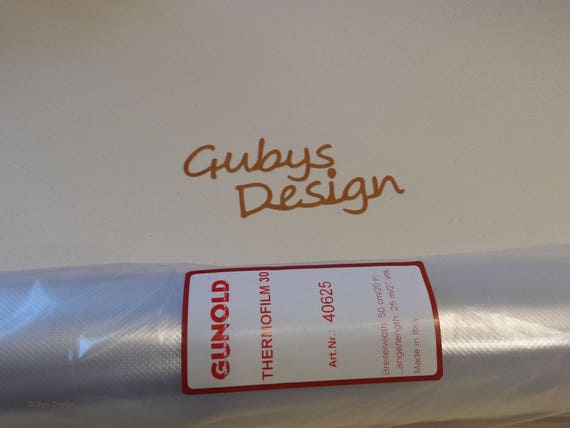 Gubys
Design
GUNOLD
THERMOFILM 30
Art.Nr.: 40625
Breite/width: 50 cm/20 in
Länge/length: 25 m/27 yds
Made in Italy
Gubys Design